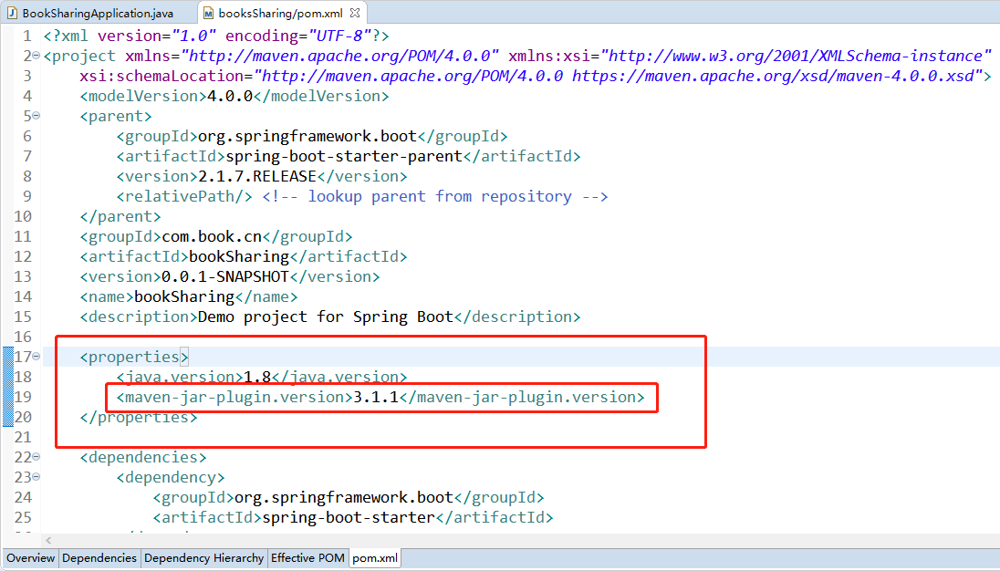 BookSharingApplication.java booksSharing/pom.xml
1 <?xml version="1.0" encoding="UTF-8"?>
2 <project xmlns="http://maven.apache.org/POM/4.0.0" xmlns:xsi="http://www.w3.org/2001/XMLSchema-instance"
3 xsi:schemaLocation="http://maven.apache.org/POM/4.0.0 https://maven.apache.org/xsd/maven-4.0.0.xsd">
4 <modelVersion>4.0.0</modelVersion>
5 <parent>
6 <groupId>org.springframework.boot</groupId>
7 <artifactId>spring-boot-starter-parent</artifactId>
8 <version>2.1.7.RELEASE</version>
9 <relativePath/> <!-- lookup parent from repository -->
10 </parent>
11 <groupId>com.book.cn</groupId>
12 <artifactId>bookSharing</artifactId>
13 <version>0.0.1-SNAPSHOT</version>
14 <name>bookSharing</name>
15 <description>Demo project for Spring Boot</description>
16
17 <properties>
18 <java.version>1.8</java.version>
19 <maven-jar-plugin.version>3.1.1</maven-jar-plugin.version>
20 </properties>
21
22 <dependencies>
23 <dependency>
24 <groupId>org.springframework.boot</groupId>
25 <artifactId>spring-boot-starter</artifactId>
Overview Dependencies Dependency Hierarchy Effective POM pom.xml